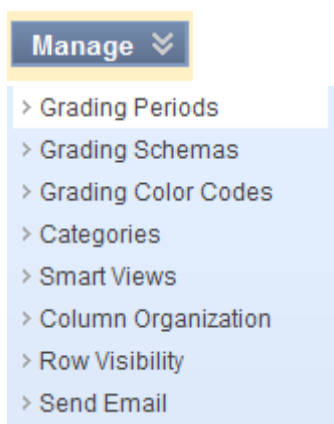 Manage
Grading Periods
Grading Schemas
Grading Color Codes
Categories
Smart Views
Column Organization
Row Visibility
Send Email